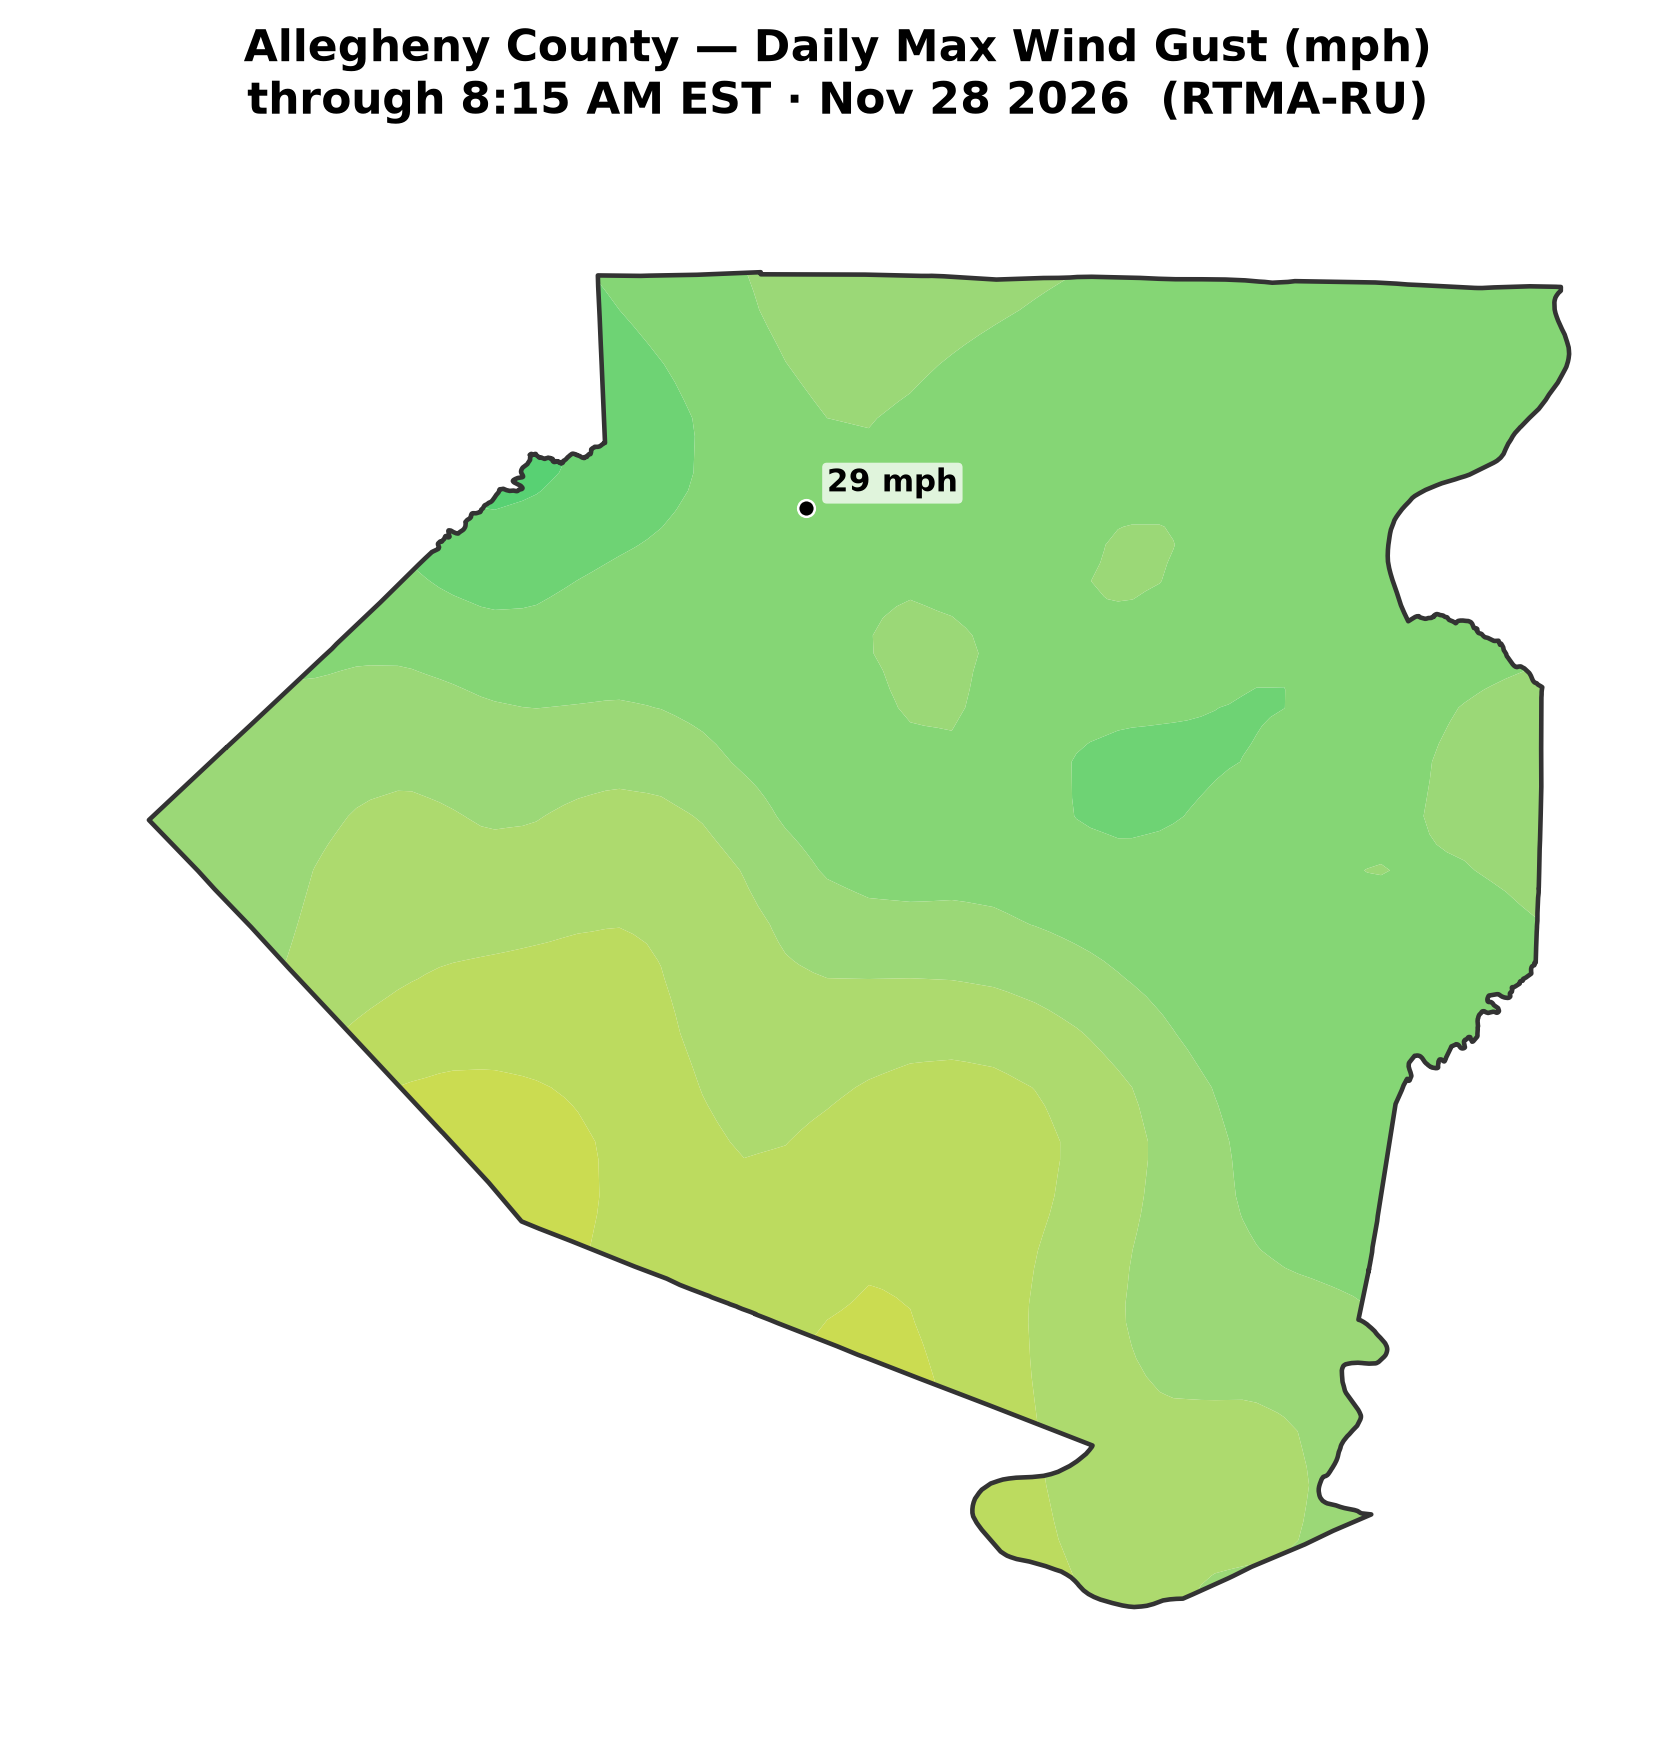 Allegheny County — Daily Max Wind Gust (mph)
through 8:15 AM EST · Nov 28 2026 (RTMA-RU)
29 mph